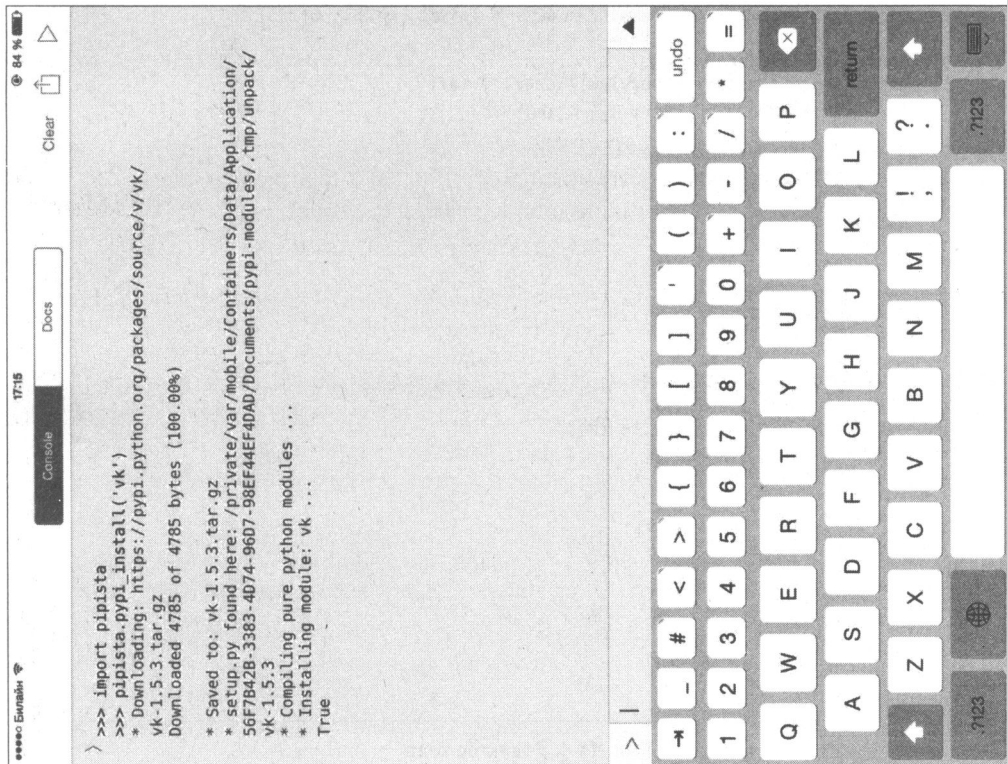 ●●●●○ Билайн 17:15 @ 84 %
Console Docs Clear
>>> import pipista
>>> pipista.pypi_install('vk')
* Downloading: https://pypi.python.org/packages/source/v/vk/
vk-1.5.3.tar.gz
Downloaded 4785 of 4785 bytes (100.00%)
* Saved to: vk-1.5.3.tar.gz
* setup.py found here: /private/var/mobile/Containers/Data/Application/
56F7B42B-3383-4D74-96D7-98EF44EF4DAD/Documents/pypi-modules/.tmp/unpack/
vk-1.5.3
* Compiling pure python modules ...
* Installing module: vk ...
True
>
_ # < > { } [ ] ' ( ) : undo
1 2 3 4 5 6 7 8 9 0 + - / * =
Q W E R T Y U I O P
A S D F G H J K L return
Z X C V B N M ! , ? .
.?123 .?123